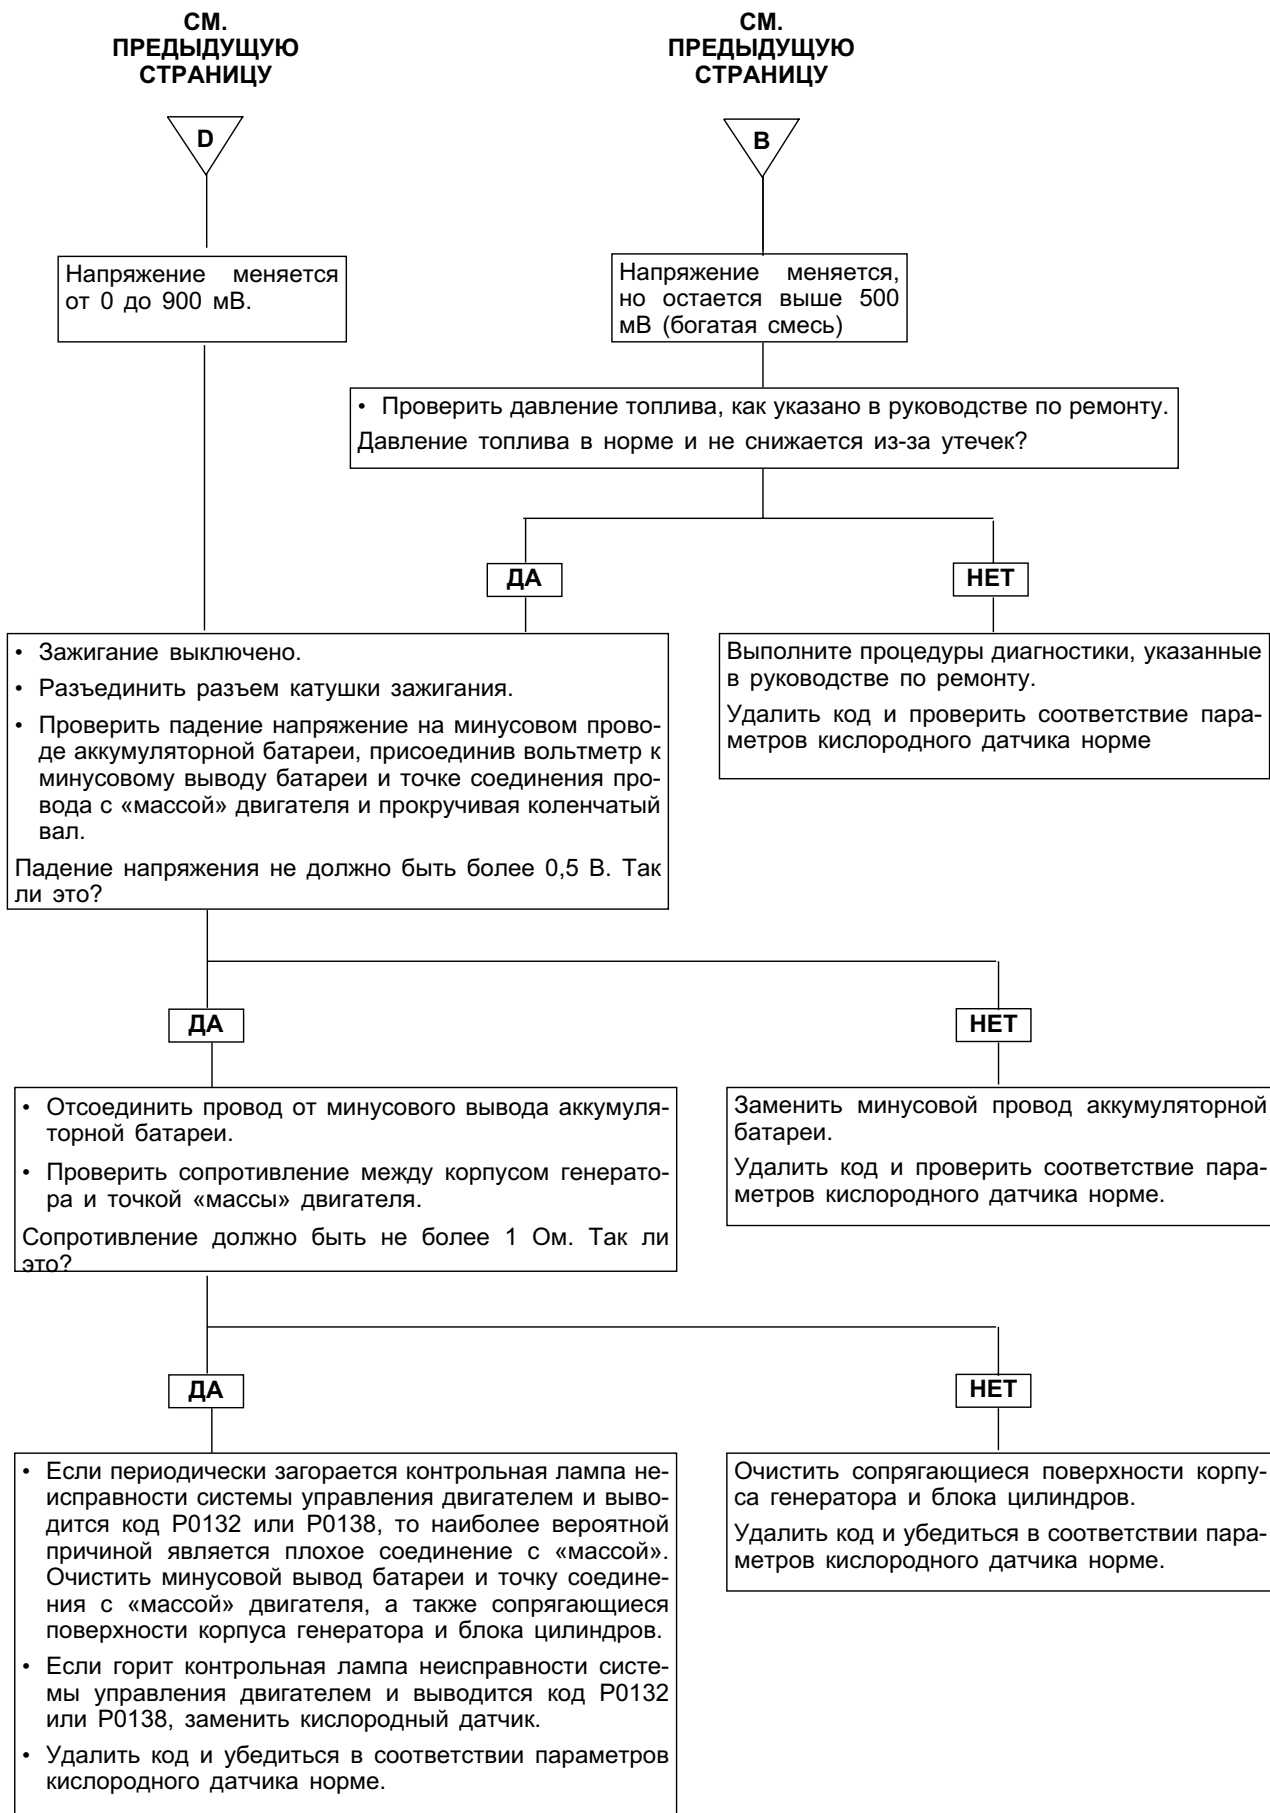 СМ.
ПРЕДЫДУЩУЮ
СТРАНИЦУ
СМ.
ПРЕДЫДУЩУЮ
СТРАНИЦУ
D
B
Напряжение меняется
от 0 до 900 мВ.
Напряжение меняется,
но остается выше 500
мВ (богатая смесь)
• Проверить давление топлива, как указано в руководстве по ремонту.
Давление топлива в норме и не снижается из-за утечек?
ДА
НЕТ
• Зажигание выключено.
• Разъединить разъем катушки зажигания.
• Проверить падение напряжение на минусовом прово-
де аккумуляторной батареи, присоединив вольтметр к
минусовому выводу батареи и точке соединения про-
вода с «массой» двигателя и прокручивая коленчатый
вал.
Падение напряжения не должно быть более 0,5 В. Так
ли это?
Выполните процедуры диагностики, указанные
в руководстве по ремонту.
Удалить код и проверить соответствие пара-
метров кислородного датчика норме
ДА
НЕТ
• Отсоединить провод от минусового вывода аккумуля-
торной батареи.
• Проверить сопротивление между корпусом генерато-
ра и точкой «массы» двигателя.
Сопротивление должно быть не более 1 Ом. Так ли
это?
Заменить минусовой провод аккумуляторной
батареи.
Удалить код и проверить соответствие пара-
метров кислородного датчика норме.
ДА
НЕТ
• Если периодически загорается контрольная лампа не-
исправности системы управления двигателем и выво-
дится код P0132 или P0138, то наиболее вероятной
причиной является плохое соединение с «массой».
Очистить минусовой вывод батареи и точку соедине-
ния с «массой» двигателя, а также сопрягающиеся
поверхности корпуса генератора и блока цилиндров.
• Если горит контрольная лампа неисправности систе-
мы управления двигателем и выводится код P0132
или P0138, заменить кислородный датчик.
• Удалить код и убедиться в соответствии параметров
кислородного датчика норме.
Очистить сопрягающиеся поверхности корпу-
са генератора и блока цилиндров.
Удалить код и убедиться в соответствии пара-
метров кислородного датчика норме.